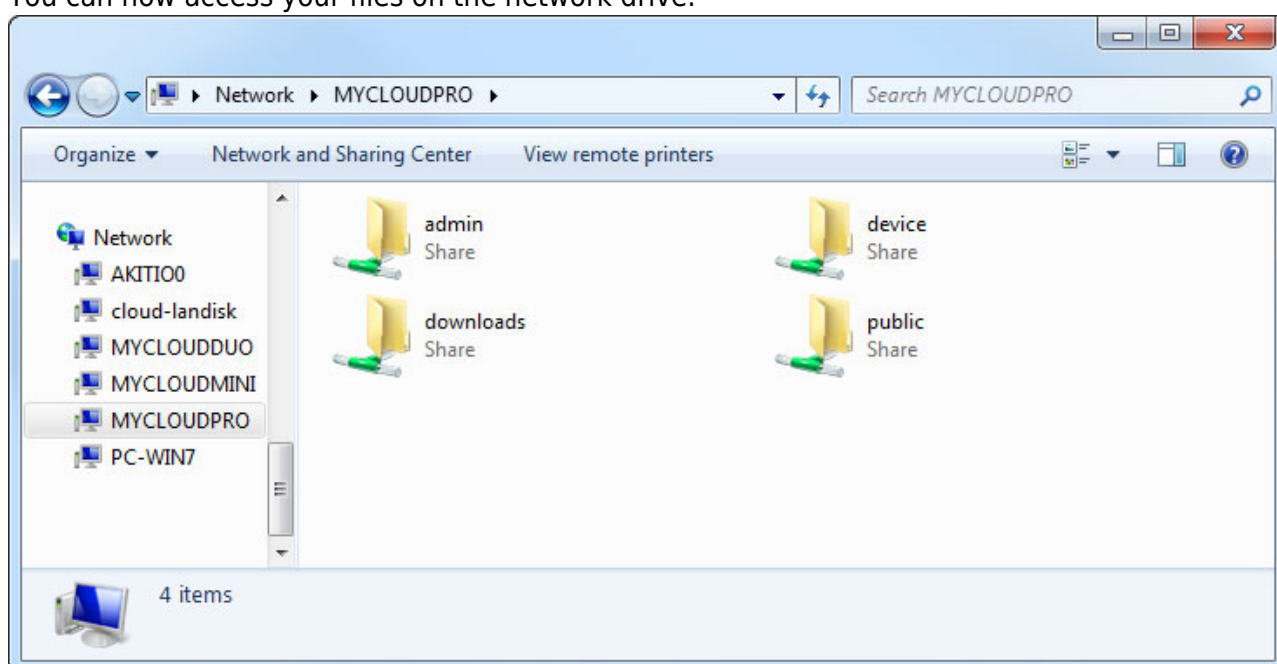 You can now access your files on the network drive.
Network ▸ MYCLOUDPRO ▸
Search MYCLOUDPRO
Organize
Network and Sharing Center
View remote printers
Network
AKITIO0
cloud-landisk
MYCLOUDDUO
MYCLOUDMINI
MYCLOUDPRO
PC-WIN7
admin
Share
device
Share
downloads
Share
public
Share
4 items